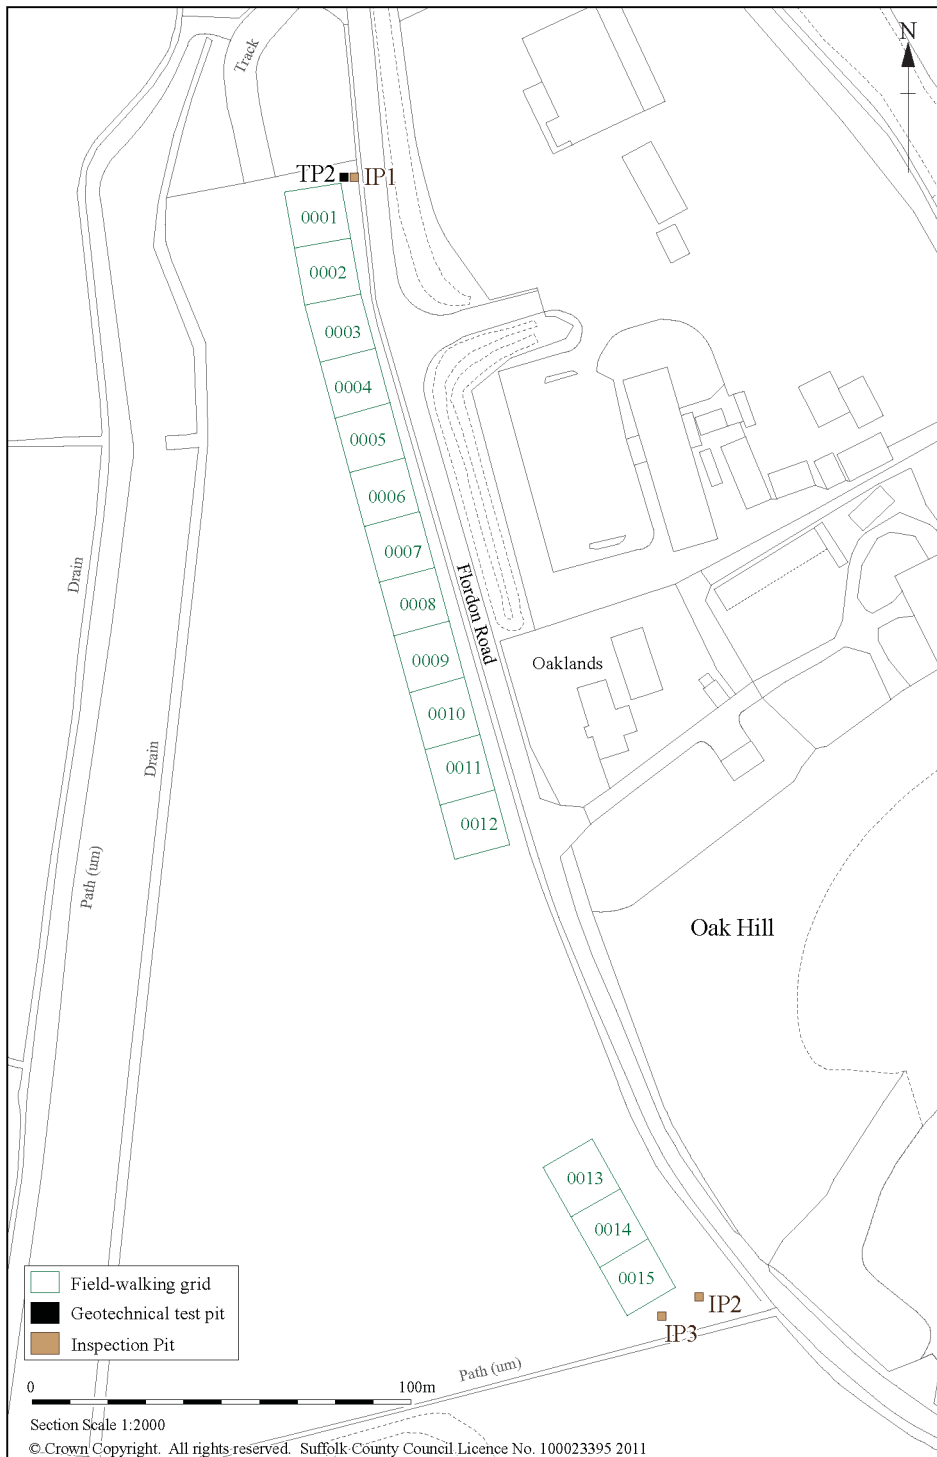 N
Track
TP2
IP1
0001
0002
0003
0004
0005
0006
0007
0008
0009
0010
0011
0012
Flordon Road
Oaklands
Drain
Drain
Path (um)
Oak Hill
0013
0014
0015
IP2
IP3
Path (um)
Field-walking grid
Geotechnical test pit
Inspection Pit
0 100m
Section Scale 1:2000
© Crown Copyright. All rights reserved. Suffolk County Council Licence No. 100023395 2011